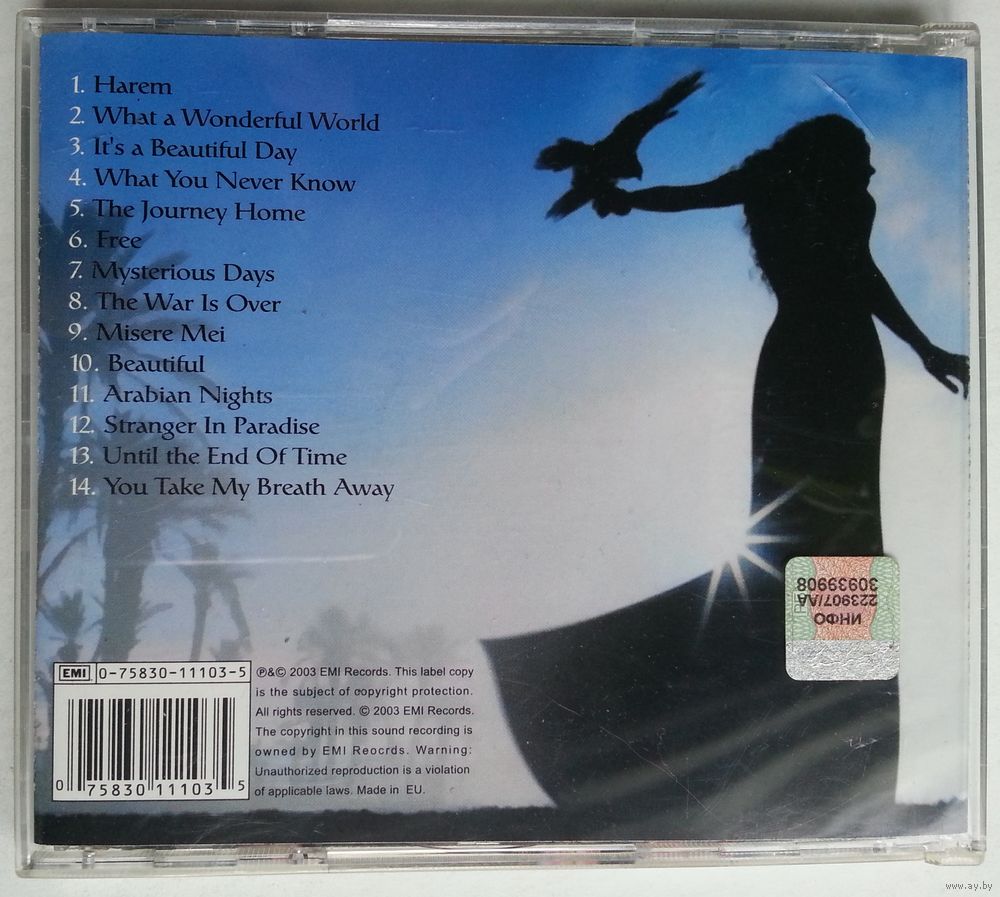 1. Harem
2. What a Wonderful World
3. It's a Beautiful Day
4. What You Never Know
5. The Journey Home
6. Free
7. Mysterious Days
8. The War Is Over
9. Misere Mei
10. Beautiful
11. Arabian Nights
12. Stranger In Paradise
13. Until the End Of Time
14. You Take My Breath Away
30939908
223907/АА
ИНФО
EMI 0-75830-11103-5
0 75830 11103 5
℗&© 2003 EMI Records. This label copy
is the subject of copyright protection.
All rights reserved. © 2003 EMI Records.
The copyright in this sound recording is
owned by EMI Reocrds. Warning:
Unauthorized reproduction is a violation
of applicable laws. Made in EU.
www.ay.by